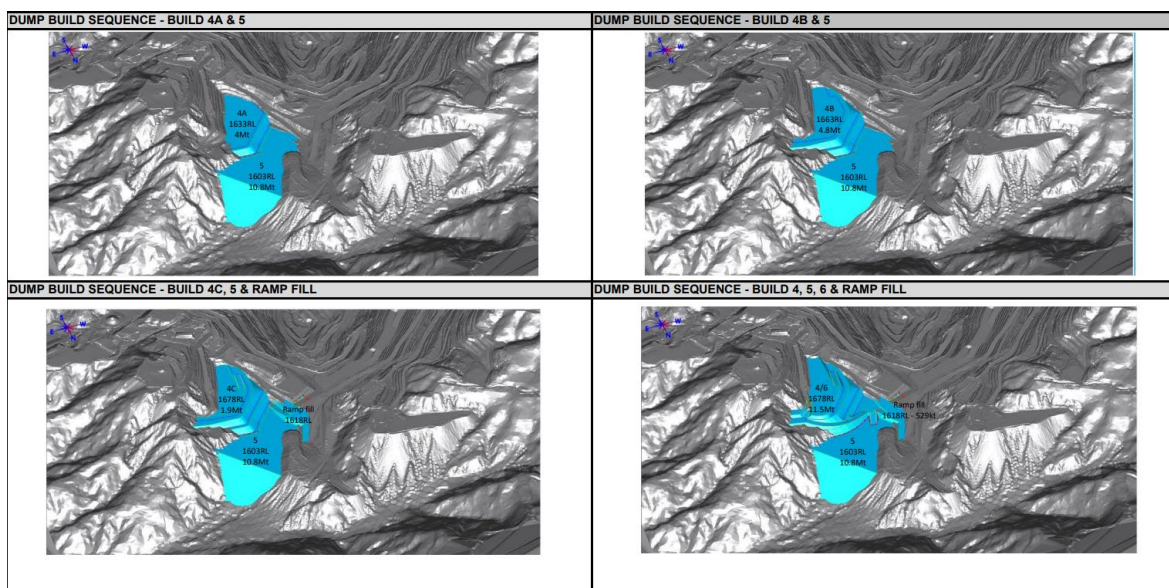 DUMP BUILD SEQUENCE - BUILD 4A & 5
S
E
W
N
4A
1633RL
4Mt
5
1603RL
10.8Mt
DUMP BUILD SEQUENCE - BUILD 4B & 5
S
E
W
N
4B
1663RL
4.8Mt
5
1603RL
10.8Mt
DUMP BUILD SEQUENCE - BUILD 4C, 5 & RAMP FILL
S
E
W
N
4C
1678RL
1.9Mt
Ramp fill
1618RL
5
1603RL
10.8Mt
DUMP BUILD SEQUENCE - BUILD 4, 5, 6 & RAMP FILL
S
E
W
N
4/6
1678RL
11.5Mt
Ramp fill
1618RL - 529kt
5
1603RL
10.8Mt